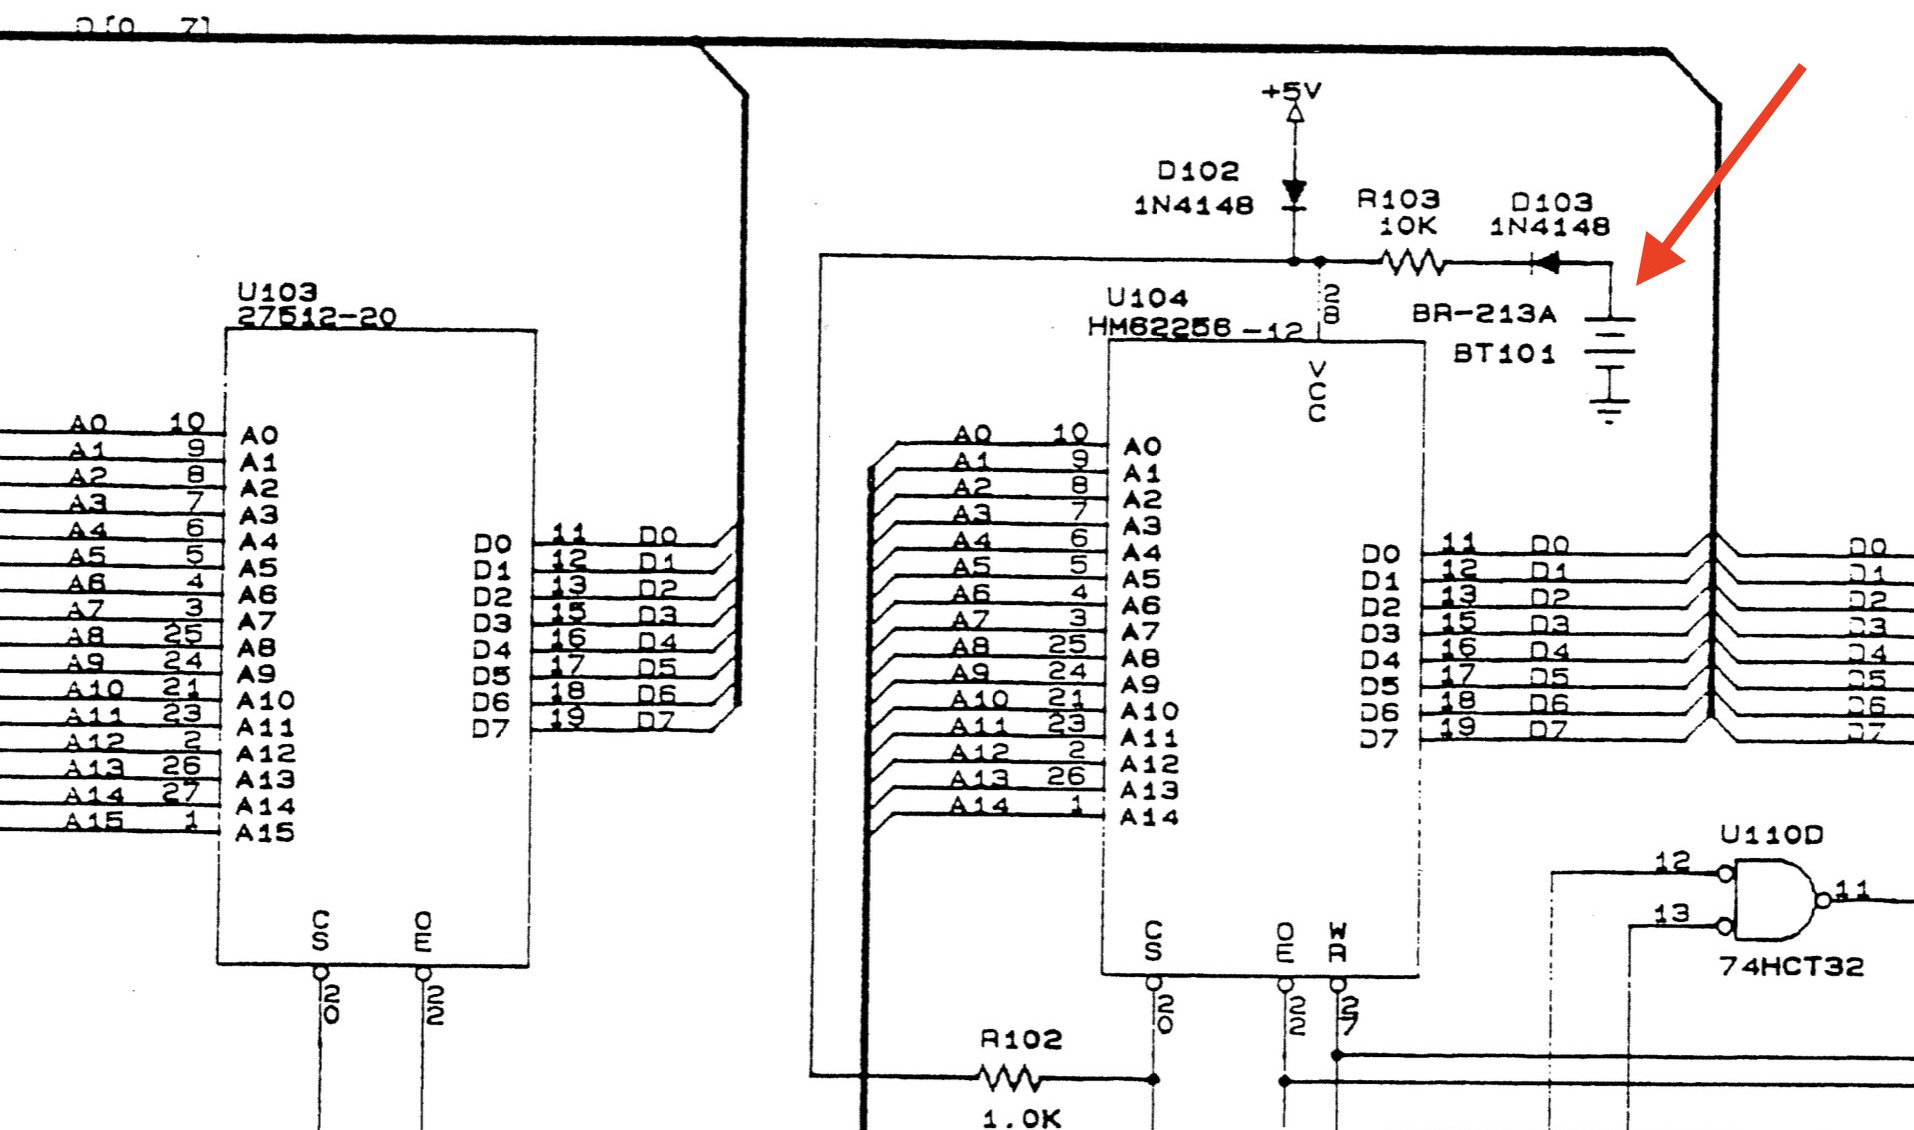 D[0 7]
+5V
D102
1N4148
R103
10K
D103
1N4148
U103
27512-20
U104
HM62256-12
28
VCC
BR-213A
BT101
A0 10 A0
A1 9 A1
A2 8 A2
A3 7 A3
A4 6 A4
A5 5 A5
A6 4 A6
A7 3 A7
A8 25 A8
A9 24 A9
A10 21 A10
A11 23 A11
A12 2 A12
A13 26 A13
A14 27 A14
A15 1 A15
D0 11 D0
D1 12 D1
D2 13 D2
D3 15 D3
D4 16 D4
D5 17 D5
D6 18 D6
D7 19 D7
CS
OE
20
22
A0 10 A0
A1 9 A1
A2 8 A2
A3 7 A3
A4 6 A4
A5 5 A5
A6 4 A6
A7 3 A7
A8 25 A8
A9 24 A9
A10 21 A10
A11 23 A11
A12 2 A12
A13 26 A13
A14 1 A14
D0 11 D0 D0
D1 12 D1 D1
D2 13 D2 D2
D3 15 D3 D3
D4 16 D4 D4
D5 17 D5 D5
D6 18 D6 D6
D7 19 D7 D7
CS
OE
WR
20
22
27
U110D
12
13
11
74HCT32
R102
1.0K